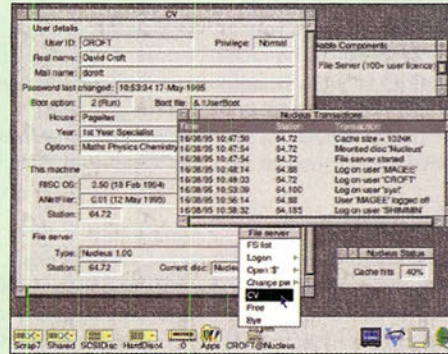 CV
User details
User ID: CROFT
Privilege: Normal
Real name: David Croft
Mail name: dcroft
Password last changed: 10:53:34 17-May-1995
Boot option: 2 (Run)
Boot file: &.!UserBoot
House: Pageites
Year: 1st Year Specialist
Options: Maths Physics Chemistry
This machine
RISC OS: 3.50 (18 Feb 1994)
ANetFiler: 0.01 (12 May 1995)
Station: 64.72
File server
Type: Nucleus 1.00
Station: 64.72
Current disc:
Components
File Server (100+ user licence)
Nucleus Transactions
Time Station Transaction
16/08/95 10:47:50 64.72 Cache size = 1024K
16/08/95 10:47:54 64.72 Mounted disc 'Nucleus'
16/08/95 10:47:54 64.72 File server started
16/08/95 10:48:14 64.88 Log on user 'MAGEE'
16/08/95 10:48:03 64.72 Log on user 'CROFT'
16/08/95 10:53:09 64.100 Log on user 'syst'
16/08/95 10:56:14 64.88 User 'MAGEE' logged off
16/08/95 10:58:32 54.185 Log on user 'SHIMMIN'
File server
FS list
Logon
Open '$'
Change pw
CV
Free
Bye
Nucleus Status
Cache hits 40%
Scrap7 Shared SCSIDisc HardDisc4 :0 Apps CROFT@Nucleus